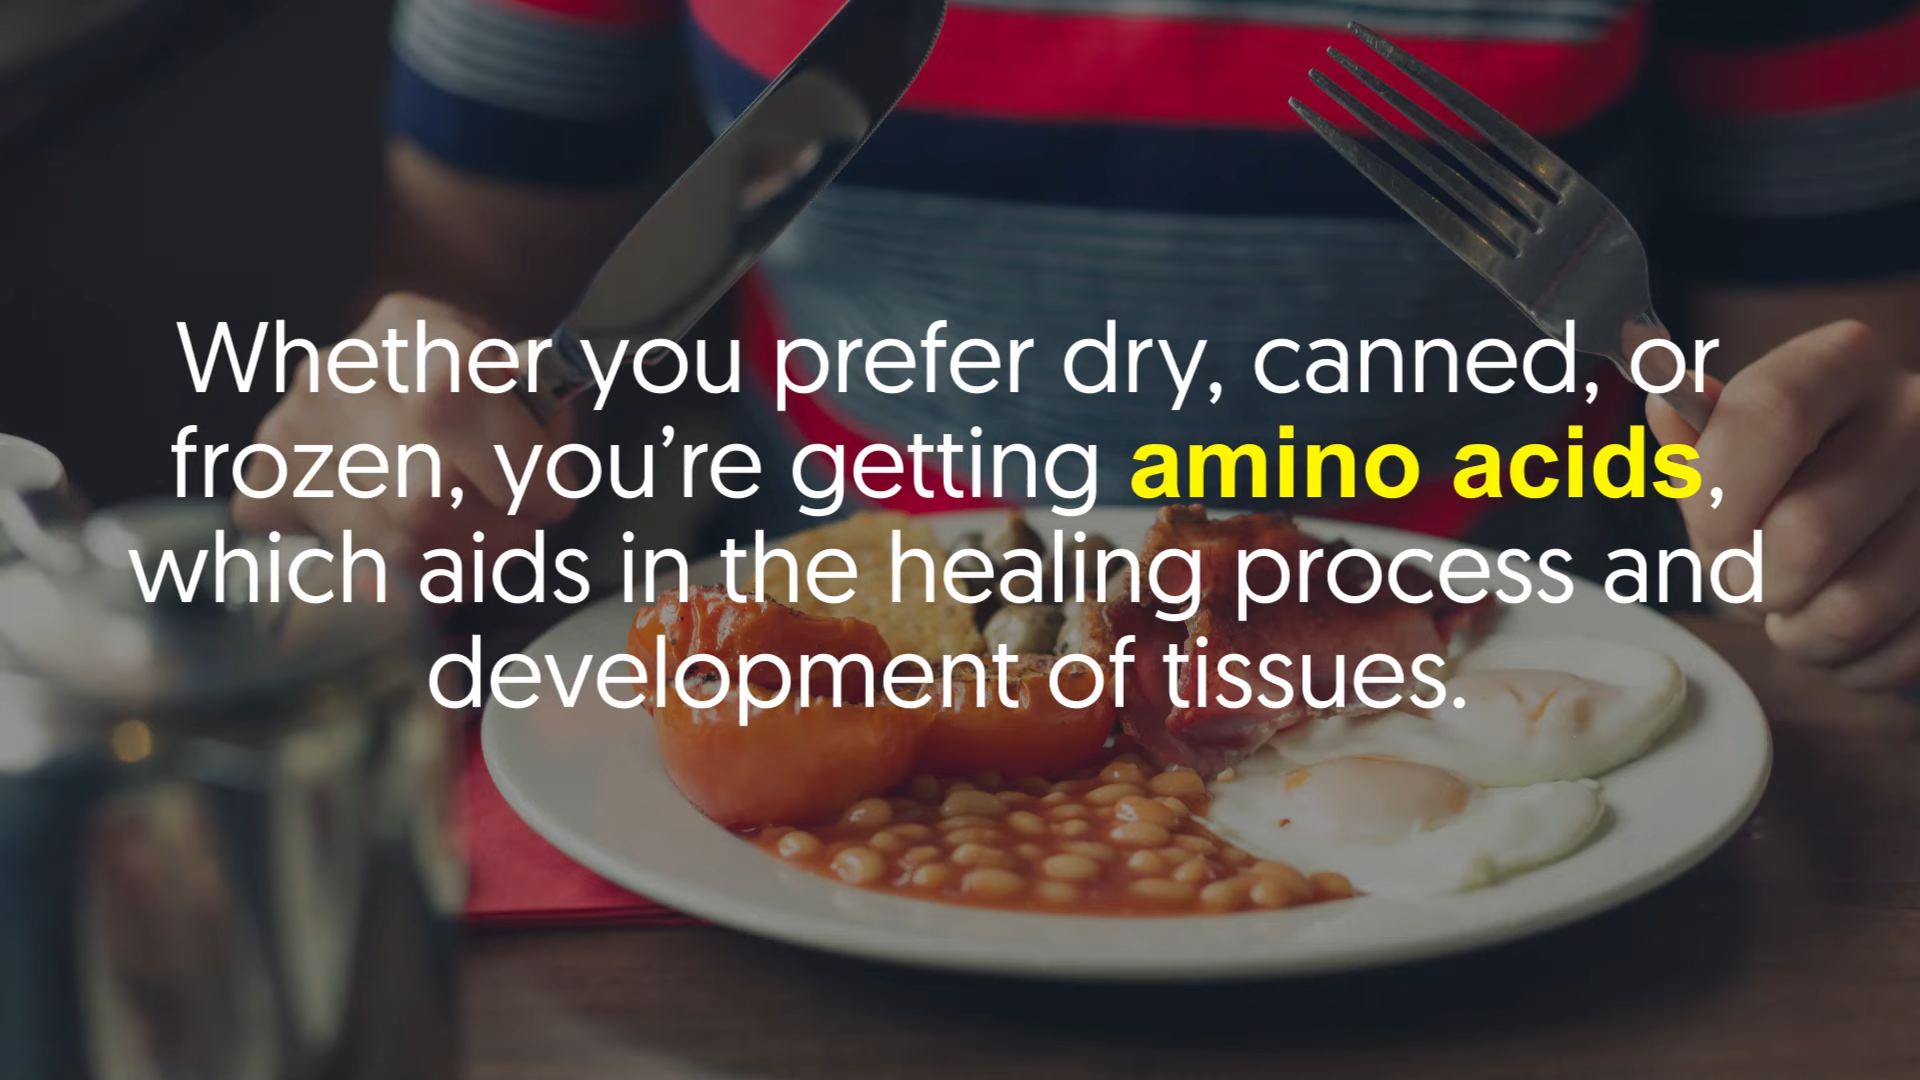 Whether you prefer dry, canned, or
frozen, you’re getting amino acids,
which aids in the healing process and
development of tissues.